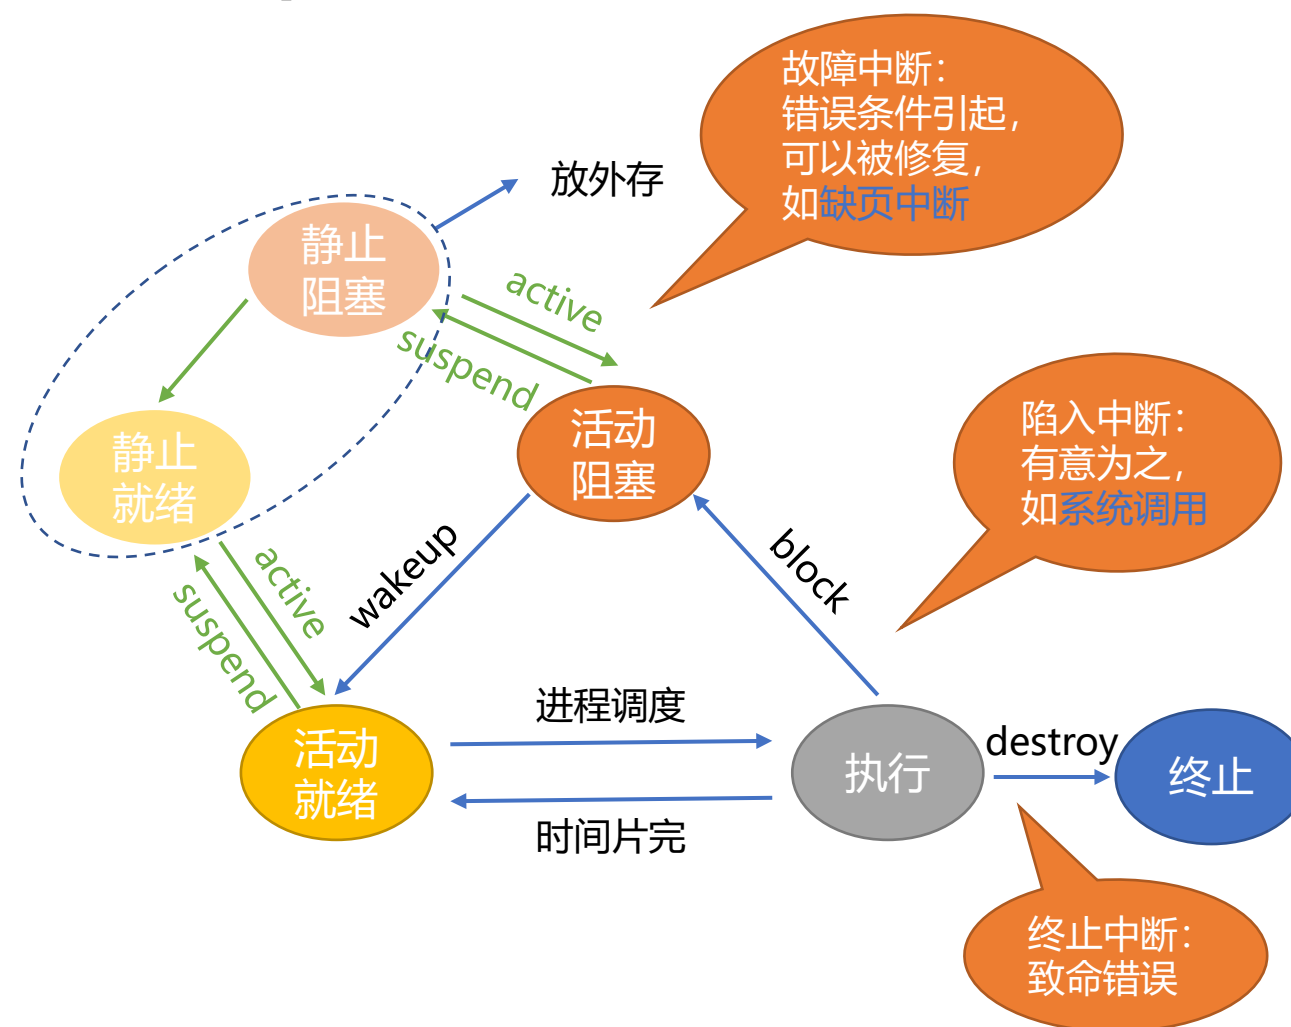 故障中断：
错误条件引起，
可以被修复，
如缺页中断
放外存
静止
阻塞
active
suspend
静止
就绪
活动
阻塞
陷入中断：
有意为之，
如系统调用
wakeup
block
active
suspend
进程调度
活动
就绪
执行
destroy
终止
时间片完
终止中断：
致命错误